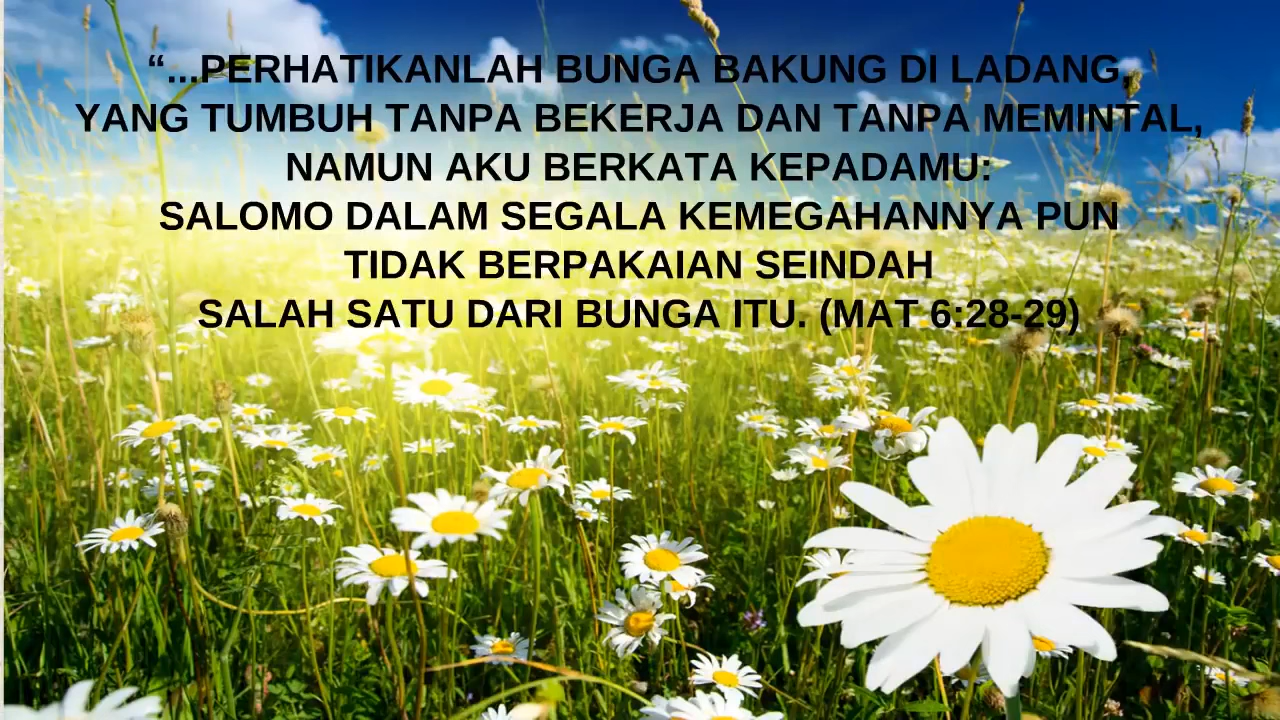 “...PERHATIKANLAH BUNGA BAKUNG DI LADANG,
YANG TUMBUH TANPA BEKERJA DAN TANPA MEMINTAL,
NAMUN AKU BERKATA KEPADAMU:
SALOMO DALAM SEGALA KEMEGAHANNYA PUN
TIDAK BERPAKAIAN SEINDAH
SALAH SATU DARI BUNGA ITU. (MAT 6:28-29)